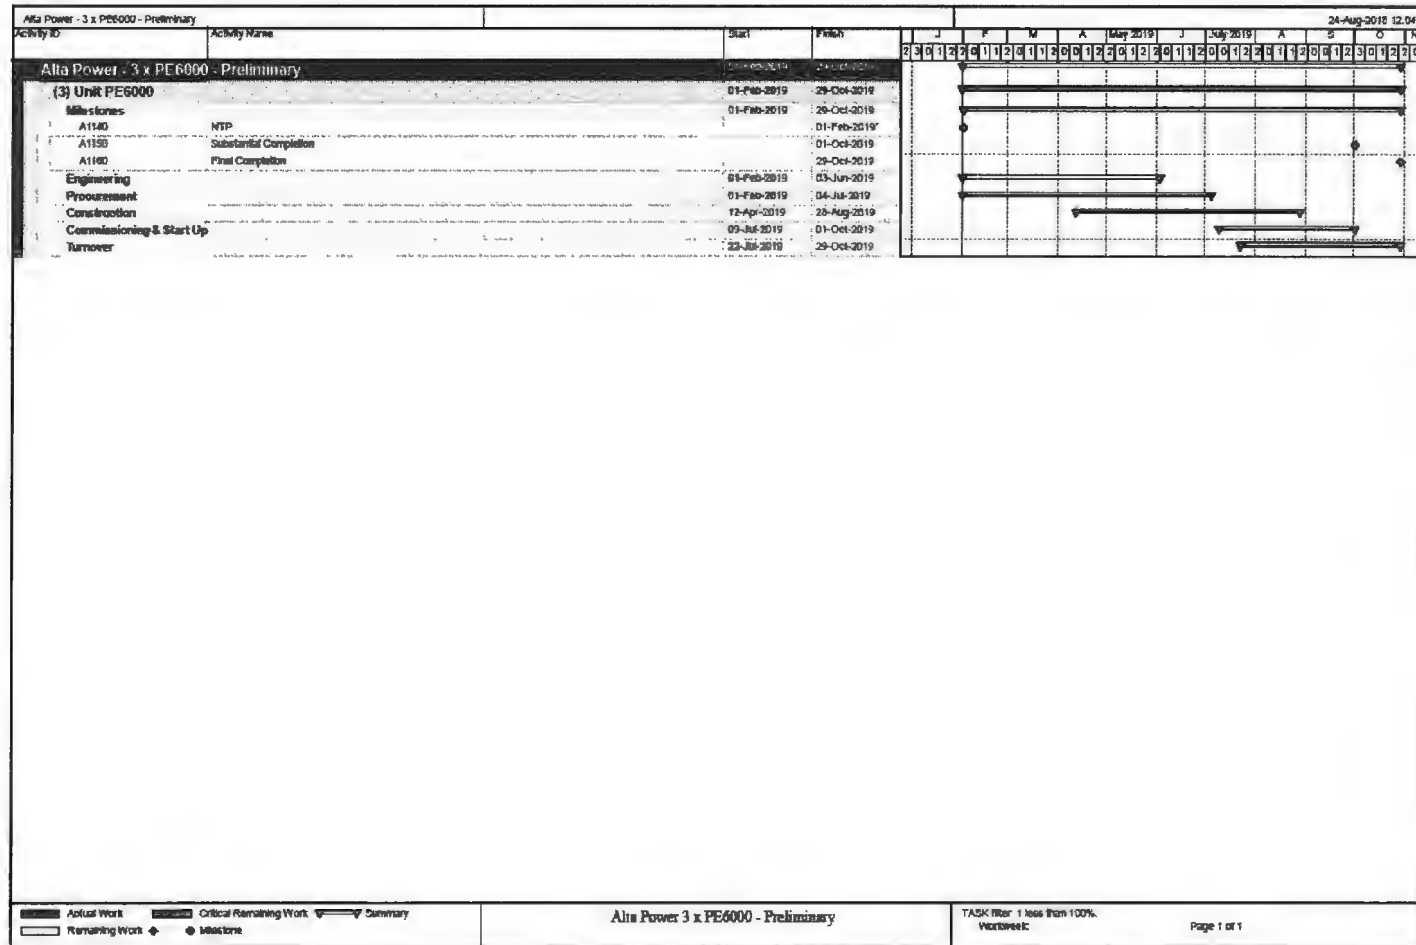 Alta Power - 3 x PE6000 - Preliminary 24-Aug-2018 12:04
Activity ID Activity Name Start Finish J F M A May 2019 J July 2019 A S O N
Alta Power - 3 x PE6000 - Preliminary
(3) Unit PE6000 01-Feb-2019 29-Oct-2019
Milestones 01-Feb-2019 29-Oct-2019
A1140 NTP 01-Feb-2019*
A1150 Substantial Completion 01-Oct-2019
A1160 Final Completion 29-Oct-2019
Engineering 01-Feb-2019 03-Jun-2019
Procurement 01-Feb-2019 04-Jul-2019
Construction 12-Apr-2019 28-Aug-2019
Commissioning & Start Up 09-Jul-2019 01-Oct-2019
Turnover 22-Jul-2019 29-Oct-2019
Actual Work Critical Remaining Work Summary
Remaining Work Milestone
Alta Power 3 x PE6000 - Preliminary
TASK filter: 1 less than 100%.
Workweek:
Page 1 of 1